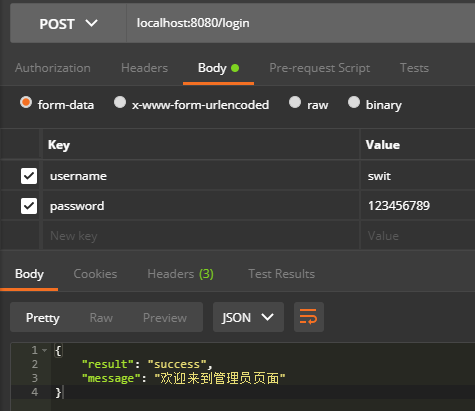 POST localhost:8080/login
Authorization Headers Body Pre-request Script Tests
form-data x-www-form-urlencoded raw binary
Key Value
username swit
password 123456789
New key Value
Body Cookies Headers (3) Test Results
Pretty Raw Preview JSON
1 {
2 "result": "success",
3 "message": "欢迎来到管理员页面"
4 }